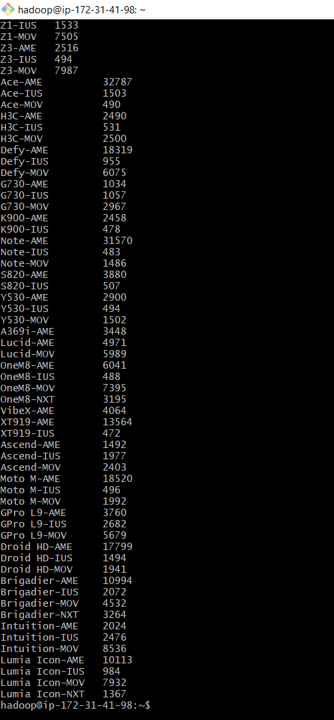 hadoop@ip-172-31-41-98: ~
Z1-IUS 1533
Z1-MOV 7505
Z3-AME 2516
Z3-IUS 494
Z3-MOV 7987
Ace-AME 32787
Ace-IUS 1503
Ace-MOV 490
H3C-AME 2490
H3C-IUS 531
H3C-MOV 2500
Defy-AME 18319
Defy-IUS 955
Defy-MOV 6075
G730-AME 1034
G730-IUS 1057
G730-MOV 2967
K900-AME 2458
K900-IUS 478
Note-AME 31570
Note-IUS 483
Note-MOV 1486
S820-AME 3880
S820-IUS 507
Y530-AME 2900
Y530-IUS 494
Y530-MOV 1502
A369i-AME 3448
Lucid-AME 4971
Lucid-MOV 5989
OneM8-AME 6041
OneM8-IUS 488
OneM8-MOV 7395
OneM8-NXT 3195
VibeX-AME 4064
XT919-AME 13564
XT919-IUS 472
Ascend-AME 1492
Ascend-IUS 1977
Ascend-MOV 2403
Moto M-AME 18520
Moto M-IUS 496
Moto M-MOV 1992
GPro L9-AME 3760
GPro L9-IUS 2682
GPro L9-MOV 5679
Droid HD-AME 17799
Droid HD-IUS 1494
Droid HD-MOV 1941
Brigadier-AME 10994
Brigadier-IUS 2072
Brigadier-MOV 4532
Brigadier-NXT 3264
Intuition-AME 2024
Intuition-IUS 2476
Intuition-MOV 8536
Lumia Icon-AME 10113
Lumia Icon-IUS 984
Lumia Icon-MOV 7932
Lumia Icon-NXT 1367
hadoop@ip-172-31-41-98:~$